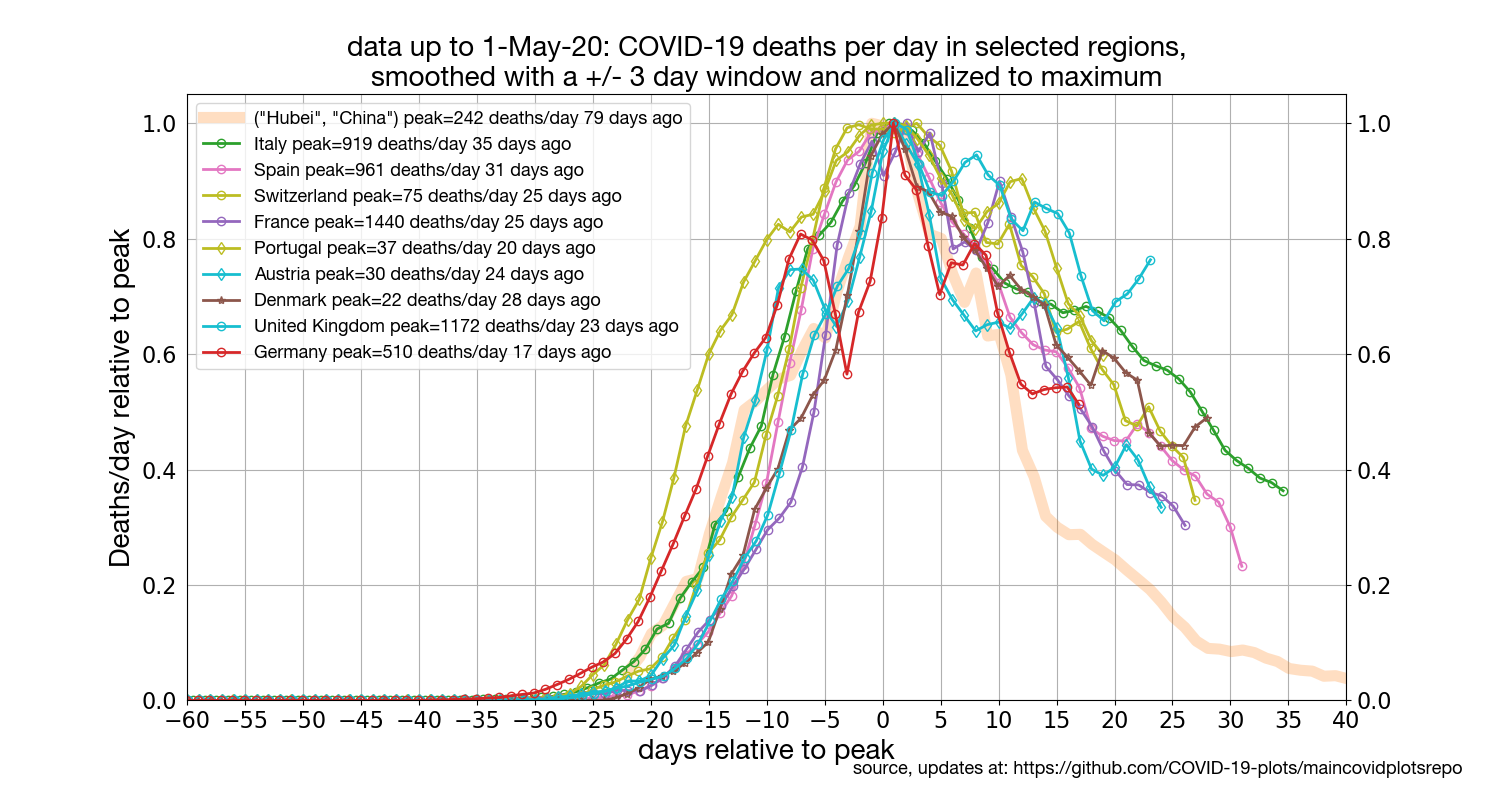 data up to 1-May-20: COVID-19 deaths per day in selected regions,
smoothed with a +/- 3 day window and normalized to maximum
("Hubei", "China") peak=242 deaths/day 79 days ago
Italy peak=919 deaths/day 35 days ago
Spain peak=961 deaths/day 31 days ago
Switzerland peak=75 deaths/day 25 days ago
France peak=1440 deaths/day 25 days ago
Portugal peak=37 deaths/day 20 days ago
Austria peak=30 deaths/day 24 days ago
Denmark peak=22 deaths/day 28 days ago
United Kingdom peak=1172 deaths/day 23 days ago
Germany peak=510 deaths/day 17 days ago
Deaths/day relative to peak
1.0
0.8
0.6
0.4
0.2
0.0
1.0
0.8
0.6
0.4
0.2
0.0
−60 −55 −50 −45 −40 −35 −30 −25 −20 −15 −10 −5 0 5 10 15 20 25 30 35 40
days relative to peak
source, updates at: https://github.com/COVID-19-plots/maincovidplotsrepo